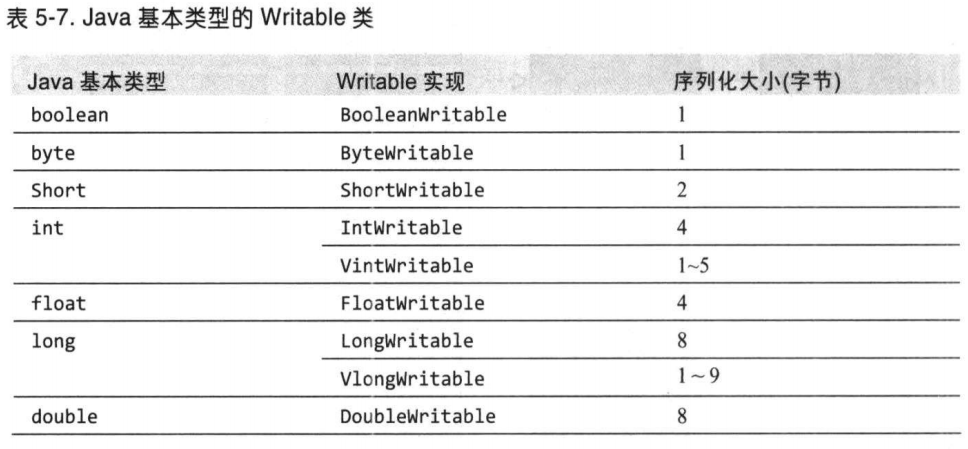 表 5-7. Java 基本类型的 Writable 类
Java 基本类型 Writable 实现 序列化大小(字节)
boolean BooleanWritable 1
byte ByteWritable 1
Short ShortWritable 2
int IntWritable 4
VintWritable 1~5
float FloatWritable 4
long LongWritable 8
VlongWritable 1~9
double DoubleWritable 8